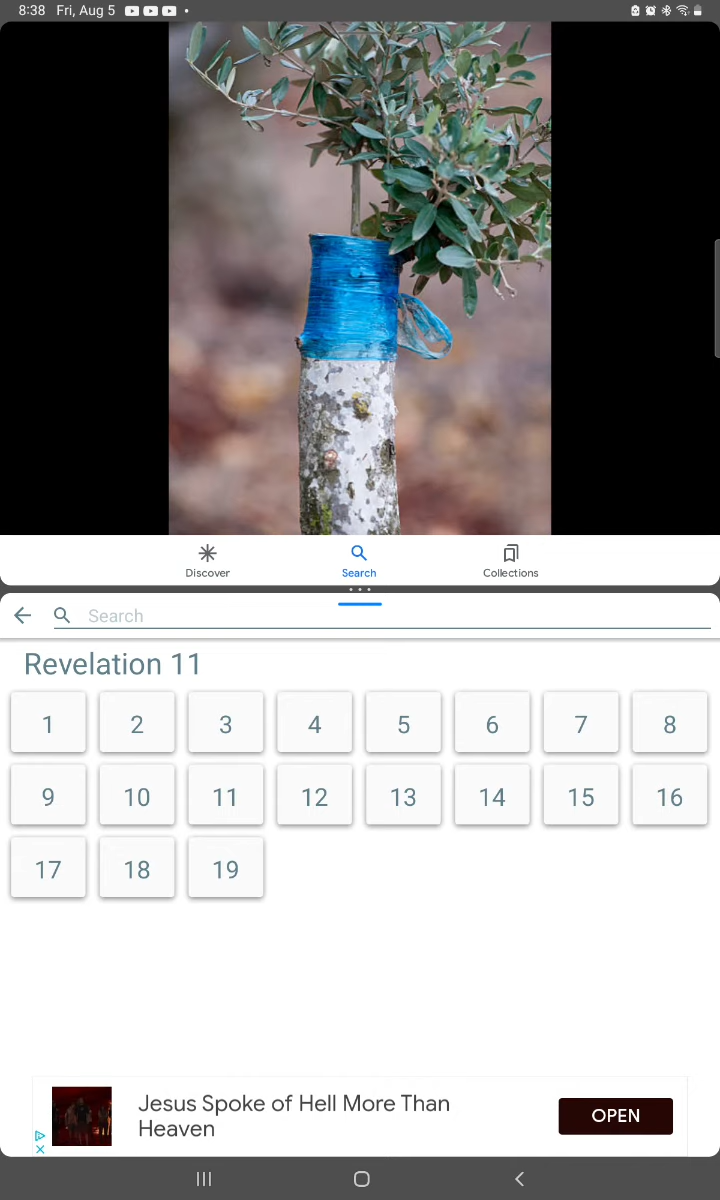 8:38 Fri, Aug 5
Discover Search Collections
Search
Revelation 11
1 2 3 4 5 6 7 8
9 10 11 12 13 14 15 16
17 18 19
Jesus Spoke of Hell More Than
Heaven
OPEN